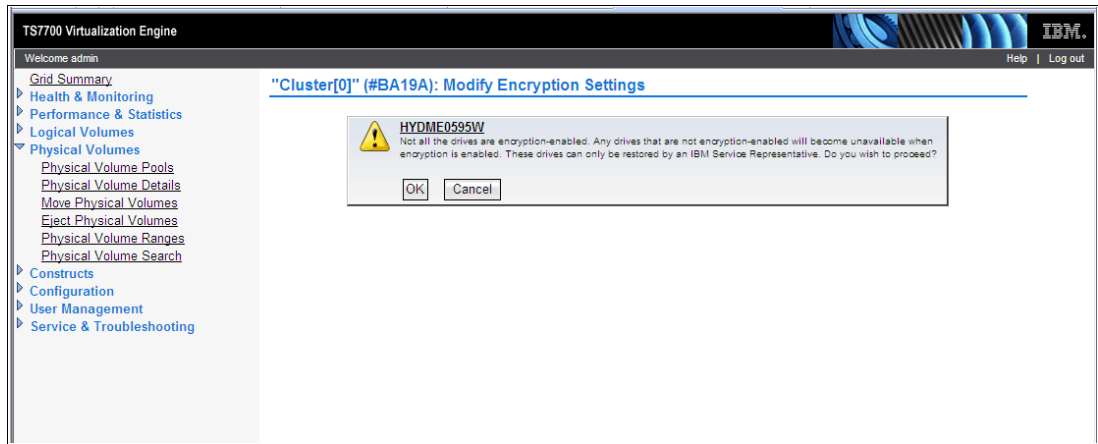 TS7700 Virtualization Engine
IBM.
Welcome admin
Help | Log out
Grid Summary
Health & Monitoring
Performance & Statistics
Logical Volumes
Physical Volumes
Physical Volume Pools
Physical Volume Details
Move Physical Volumes
Eject Physical Volumes
Physical Volume Ranges
Physical Volume Search
Constructs
Configuration
User Management
Service & Troubleshooting
"Cluster[0]" (#BA19A): Modify Encryption Settings
HYDME0595W
Not all the drives are encryption-enabled. Any drives that are not encryption-enabled will become unavailable when
encryption is enabled. These drives can only be restored by an IBM Service Representative. Do you wish to proceed?
OK Cancel